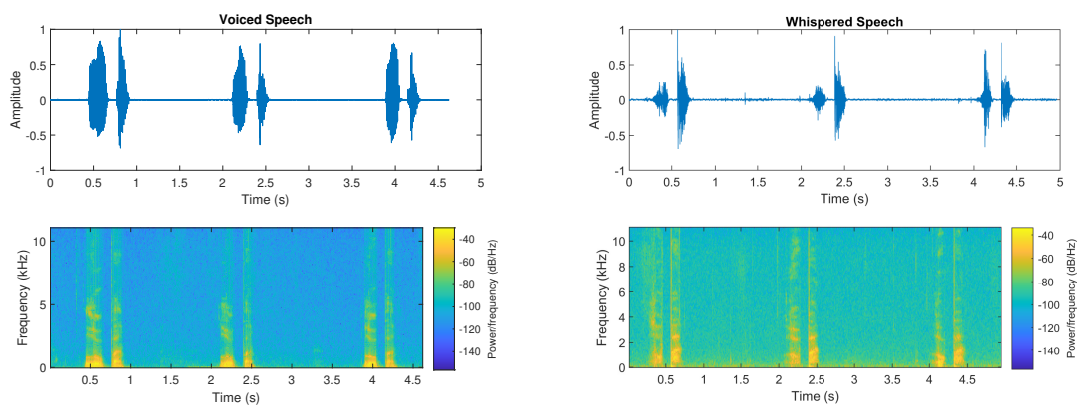 Voiced Speech
1
0.5
0
-0.5
-1
Amplitude
0 0.5 1 1.5 2 2.5 3 3.5 4 4.5 5
Time (s)
Whispered Speech
1
0.5
0
-0.5
-1
Amplitude
0 0.5 1 1.5 2 2.5 3 3.5 4 4.5 5
Time (s)
10
5
0
Frequency (kHz)
0.5 1 1.5 2 2.5 3 3.5 4 4.5
Time (s)
-40
-60
-80
-100
-120
-140
Power/frequency (dB/Hz)
10
8
6
4
2
0
Frequency (kHz)
0.5 1 1.5 2 2.5 3 3.5 4 4.5
Time (s)
-40
-60
-80
-100
-120
-140
Power/frequency (dB/Hz)